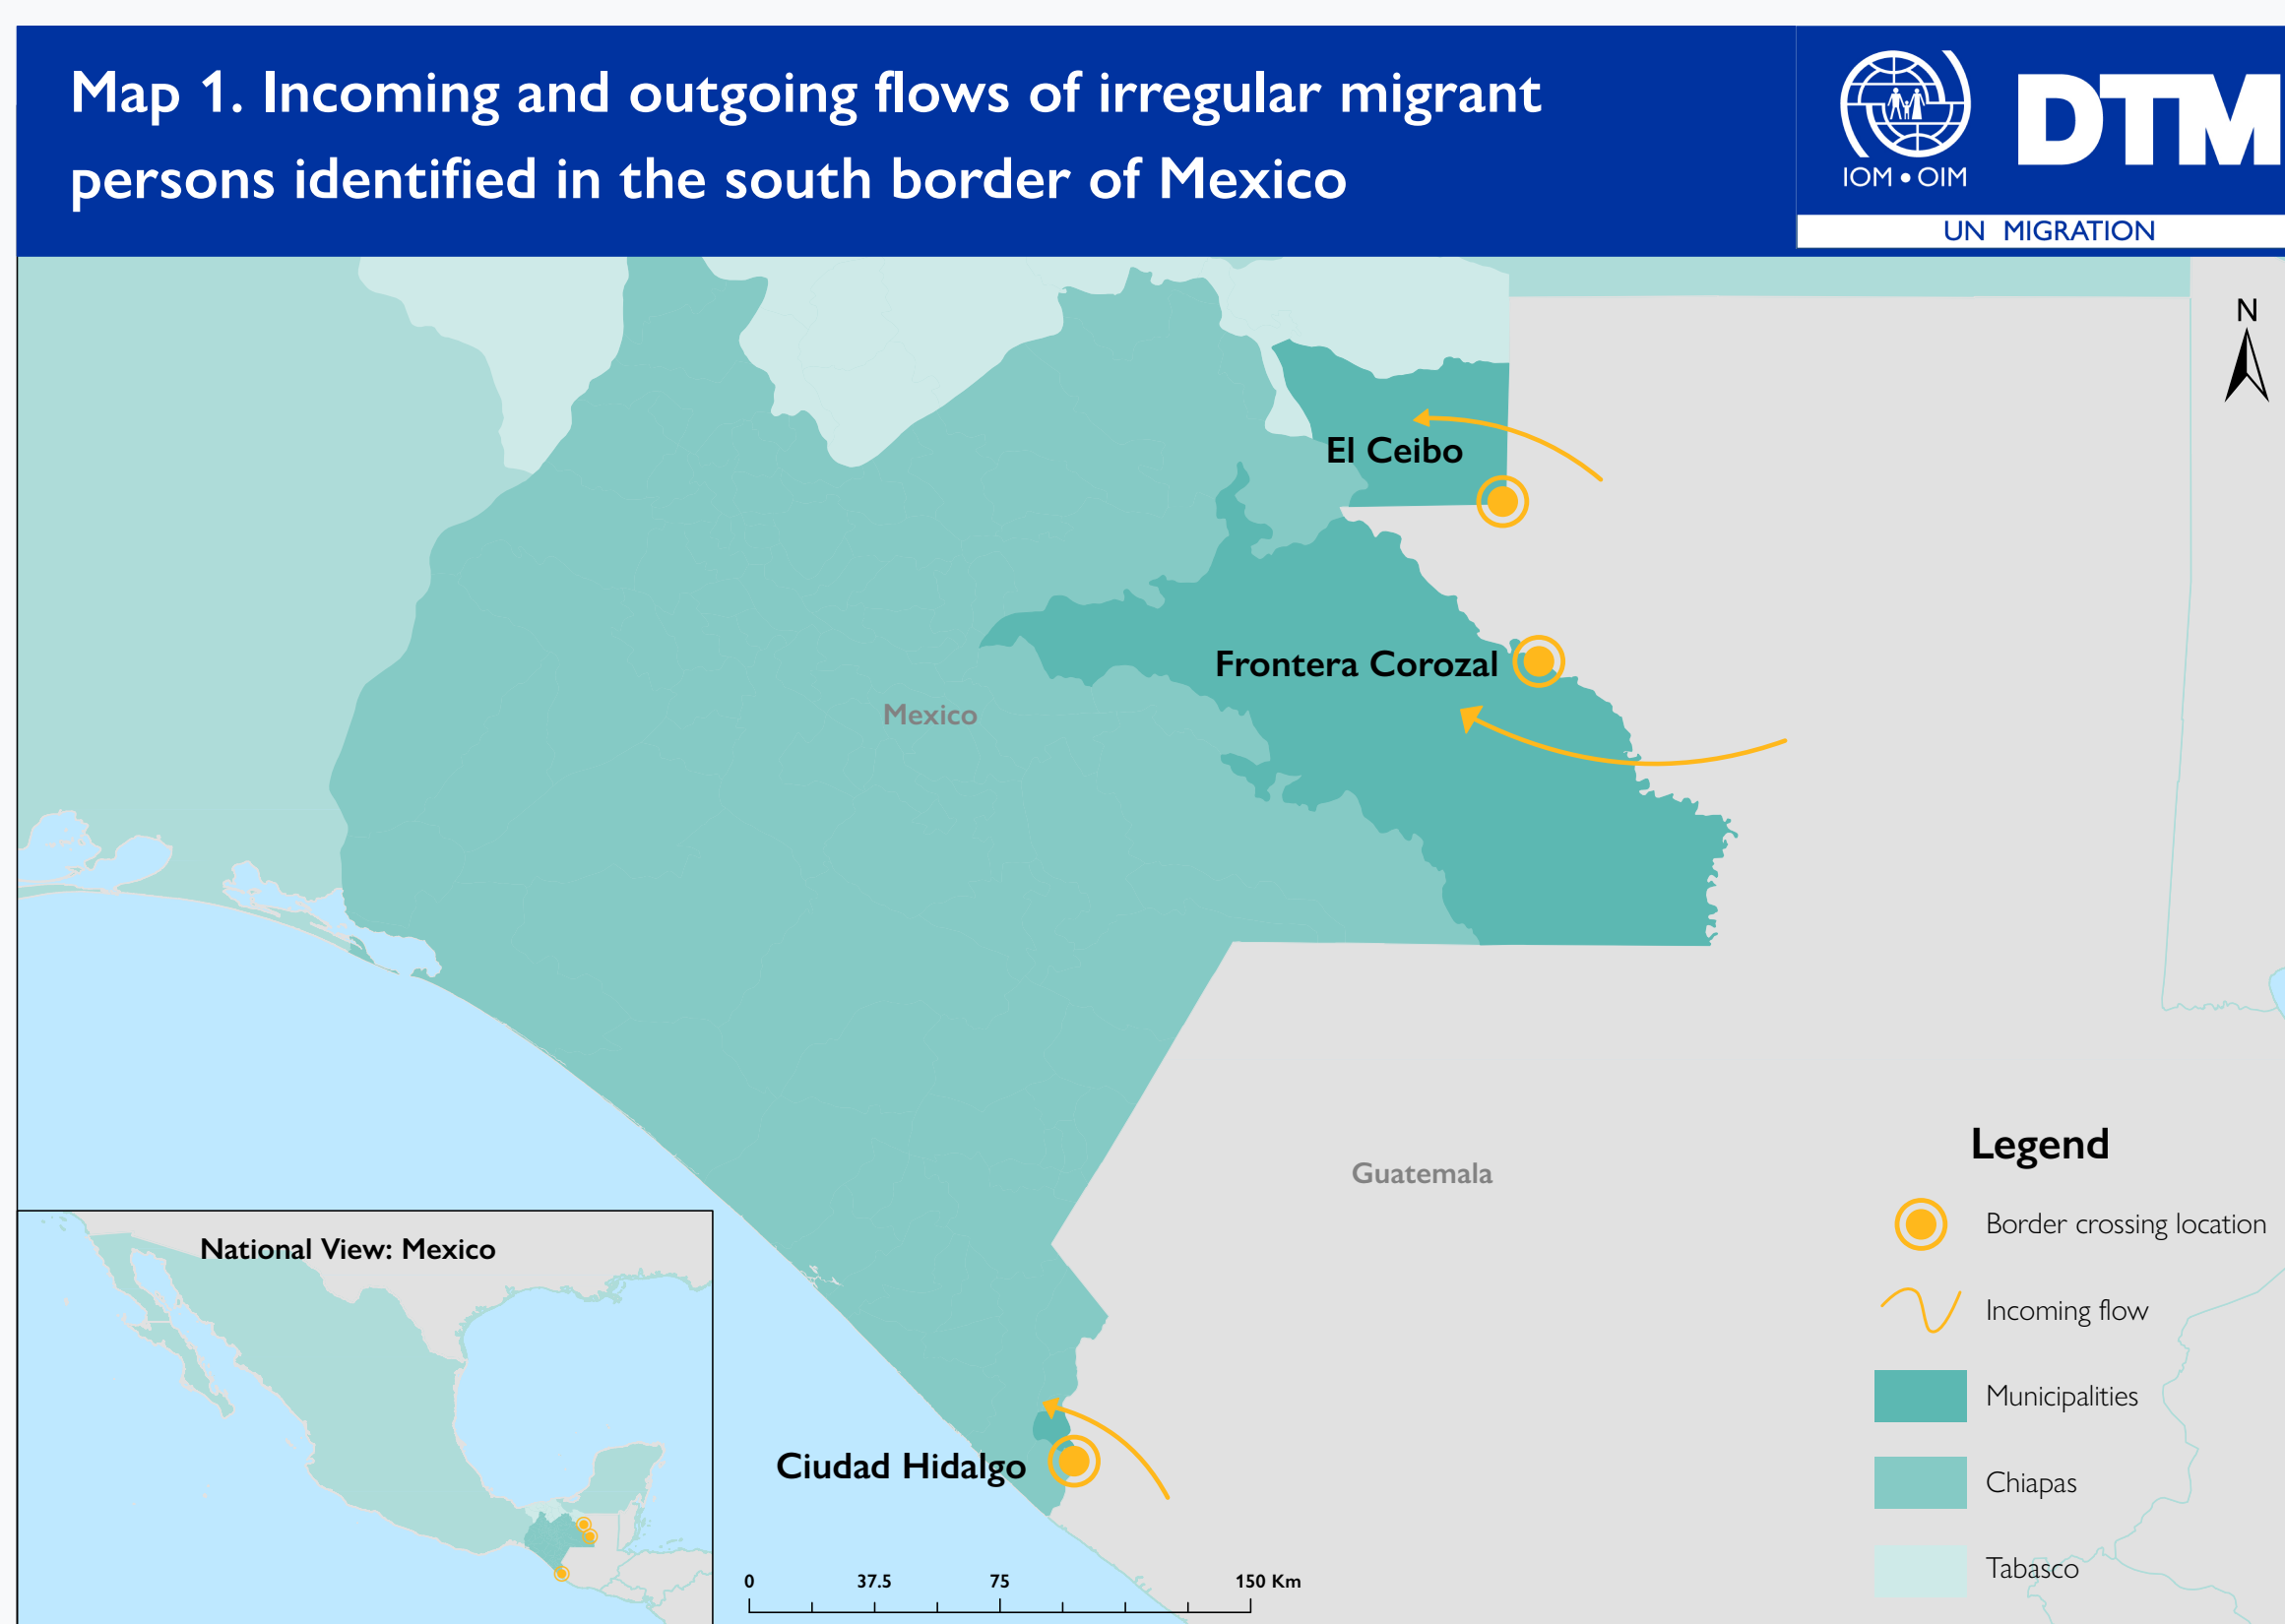 Map 1. Incoming and outgoing flows of irregular migrant
persons identified in the south border of Mexico
IOM • OIM
DTM
UN MIGRATION
N
El Ceibo
Frontera Corozal
Mexico
Guatemala
Ciudad Hidalgo
Legend
Border crossing location
Incoming flow
Municipalities
Chiapas
Tabasco
National View: Mexico
0 37.5 75 150 Km